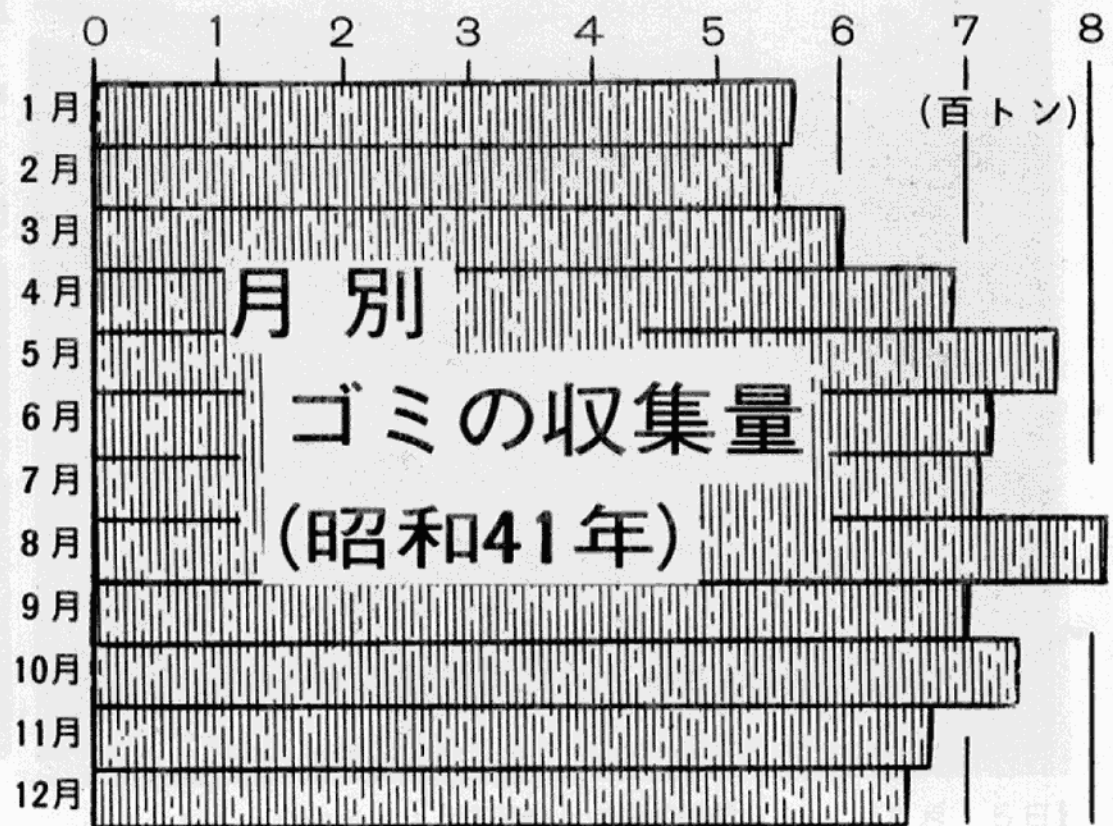 0 1 2 3 4 5 6 7 8
(百トン)
1月
2月
3月
4月
5月
6月
7月
8月
9月
10月
11月
12月
月別
ゴミの収集量
(昭和41年)